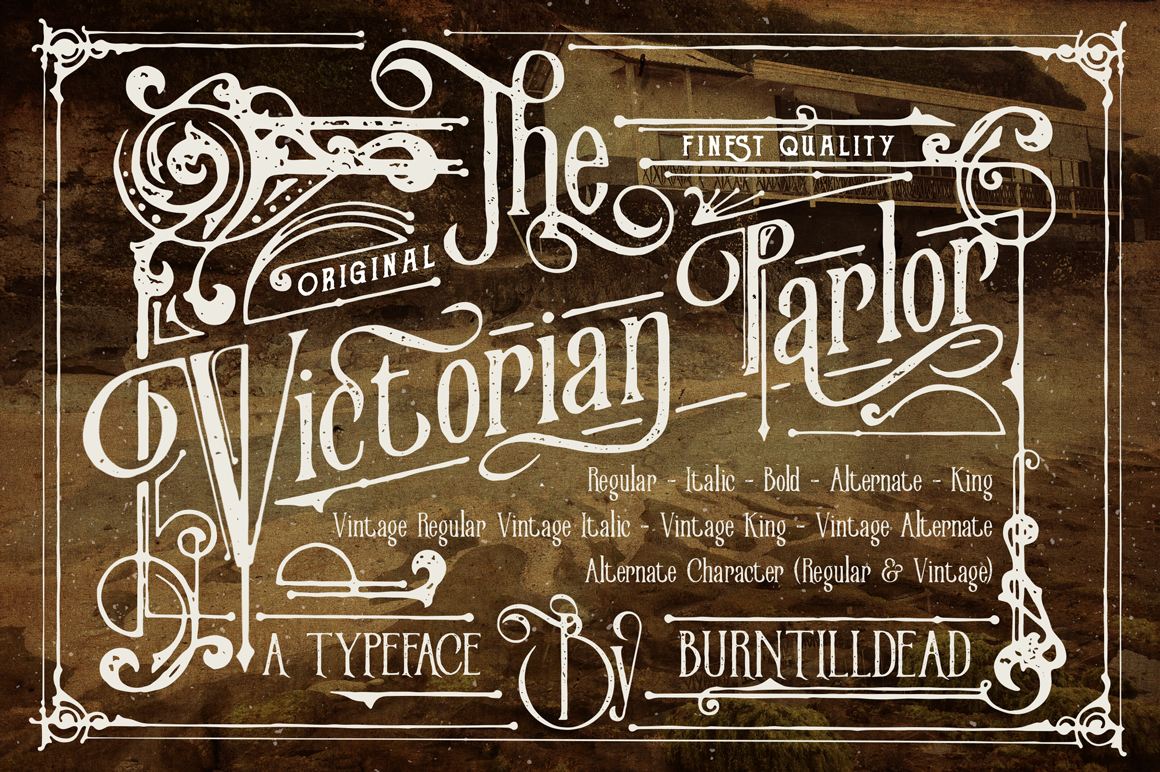 The
FINEST QUALITY
ORIGINAL
Victorian Parlor
Regular - Italic - Bold - Alternate - King
Vintage Regular Vintage Italic - Vintage King - Vintage Alternate
Alternate Character (Regular & Vintage)
A TYPEFACE By BURNTILLDEAD